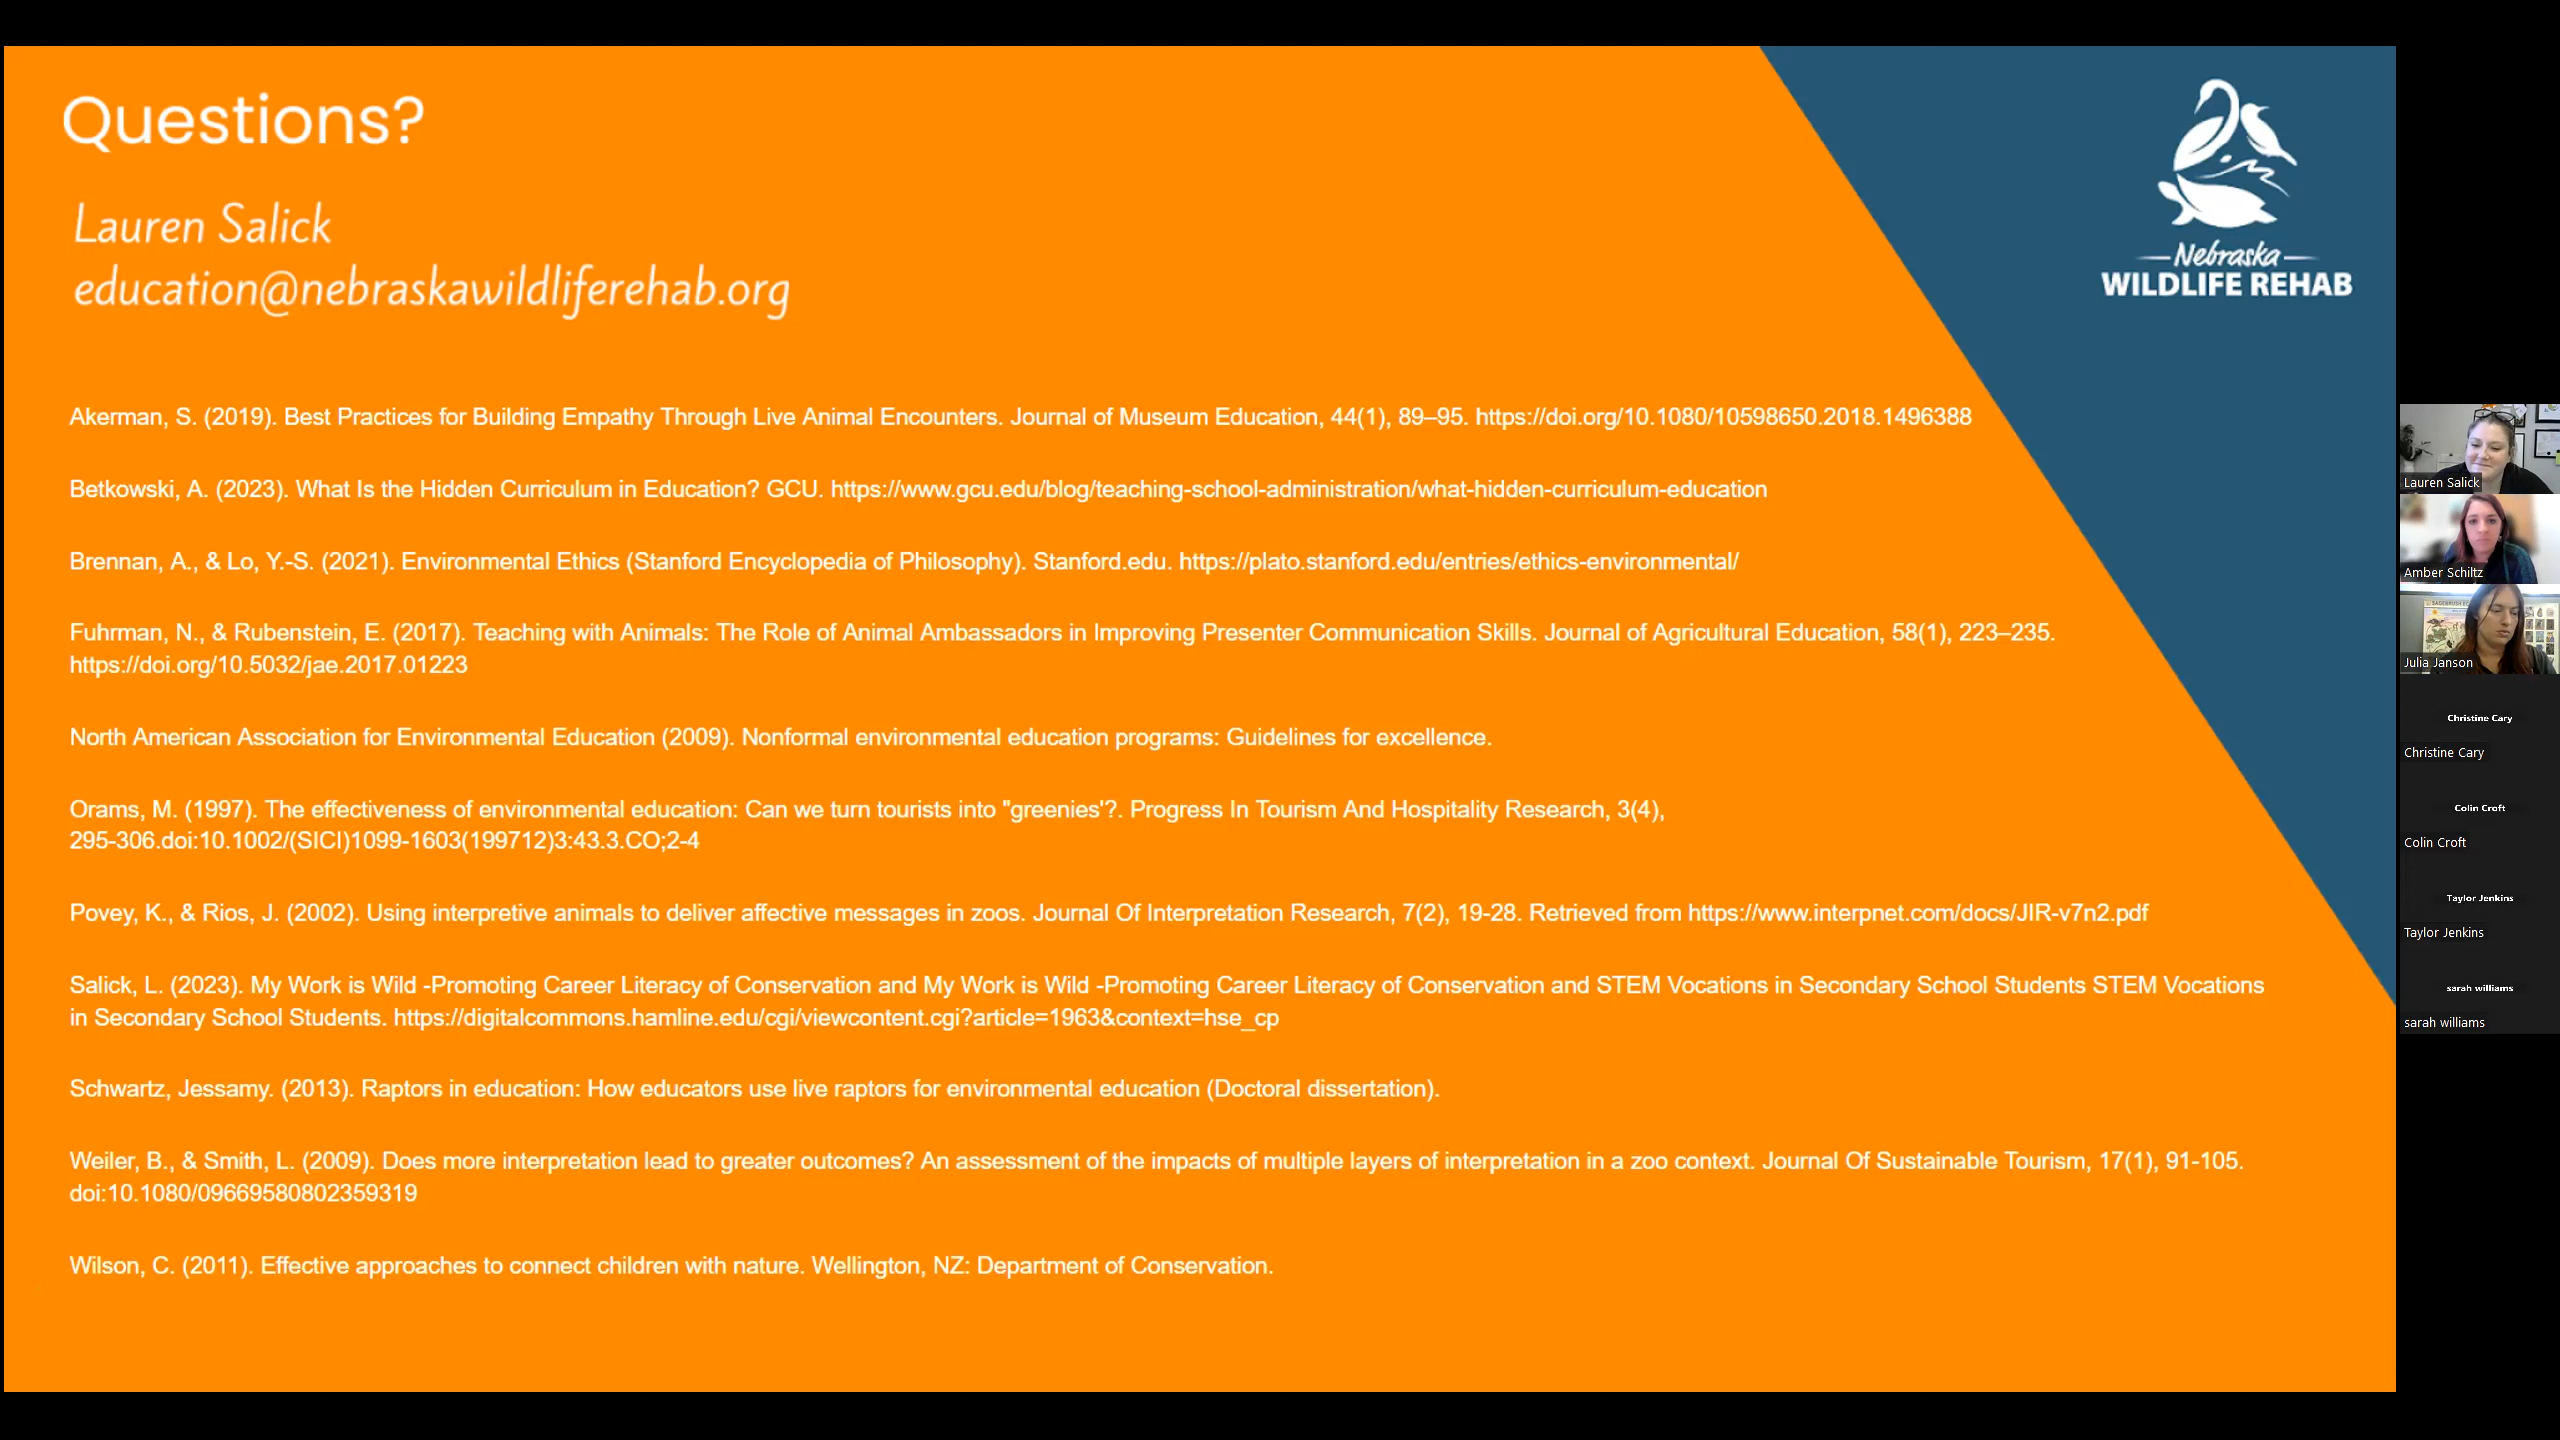 Questions?
Lauren Salick
education@nebraskawildliferehab.org
Nebraska
WILDLIFE REHAB
Akerman, S. (2019). Best Practices for Building Empathy Through Live Animal Encounters. Journal of Museum Education, 44(1), 89–95. https://doi.org/10.1080/10598650.2018.1496388
Betkowski, A. (2023). What Is the Hidden Curriculum in Education? GCU. https://www.gcu.edu/blog/teaching-school-administration/what-hidden-curriculum-education
Brennan, A., & Lo, Y.-S. (2021). Environmental Ethics (Stanford Encyclopedia of Philosophy). Stanford.edu. https://plato.stanford.edu/entries/ethics-environmental/
Fuhrman, N., & Rubenstein, E. (2017). Teaching with Animals: The Role of Animal Ambassadors in Improving Presenter Communication Skills. Journal of Agricultural Education, 58(1), 223–235.
https://doi.org/10.5032/jae.2017.01223
North American Association for Environmental Education (2009). Nonformal environmental education programs: Guidelines for excellence.
Orams, M. (1997). The effectiveness of environmental education: Can we turn tourists into "greenies'?. Progress In Tourism And Hospitality Research, 3(4),
295-306.doi:10.1002/(SICI)1099-1603(199712)3:43.3.CO;2-4
Povey, K., & Rios, J. (2002). Using interpretive animals to deliver affective messages in zoos. Journal Of Interpretation Research, 7(2), 19-28. Retrieved from https://www.interpnet.com/docs/JIR-v7n2.pdf
Salick, L. (2023). My Work is Wild -Promoting Career Literacy of Conservation and My Work is Wild -Promoting Career Literacy of Conservation and STEM Vocations in Secondary School Students STEM Vocations
in Secondary School Students. https://digitalcommons.hamline.edu/cgi/viewcontent.cgi?article=1963&context=hse_cp
Schwartz, Jessamy. (2013). Raptors in education: How educators use live raptors for environmental education (Doctoral dissertation).
Weiler, B., & Smith, L. (2009). Does more interpretation lead to greater outcomes? An assessment of the impacts of multiple layers of interpretation in a zoo context. Journal Of Sustainable Tourism, 17(1), 91-105.
doi:10.1080/09669580802359319
Wilson, C. (2011). Effective approaches to connect children with nature. Wellington, NZ: Department of Conservation.
Lauren Salick
Amber Schiltz
Julia Janson
Christine Cary
Christine Cary
Colin Croft
Colin Croft
Taylor Jenkins
Taylor Jenkins
sarah williams
sarah williams